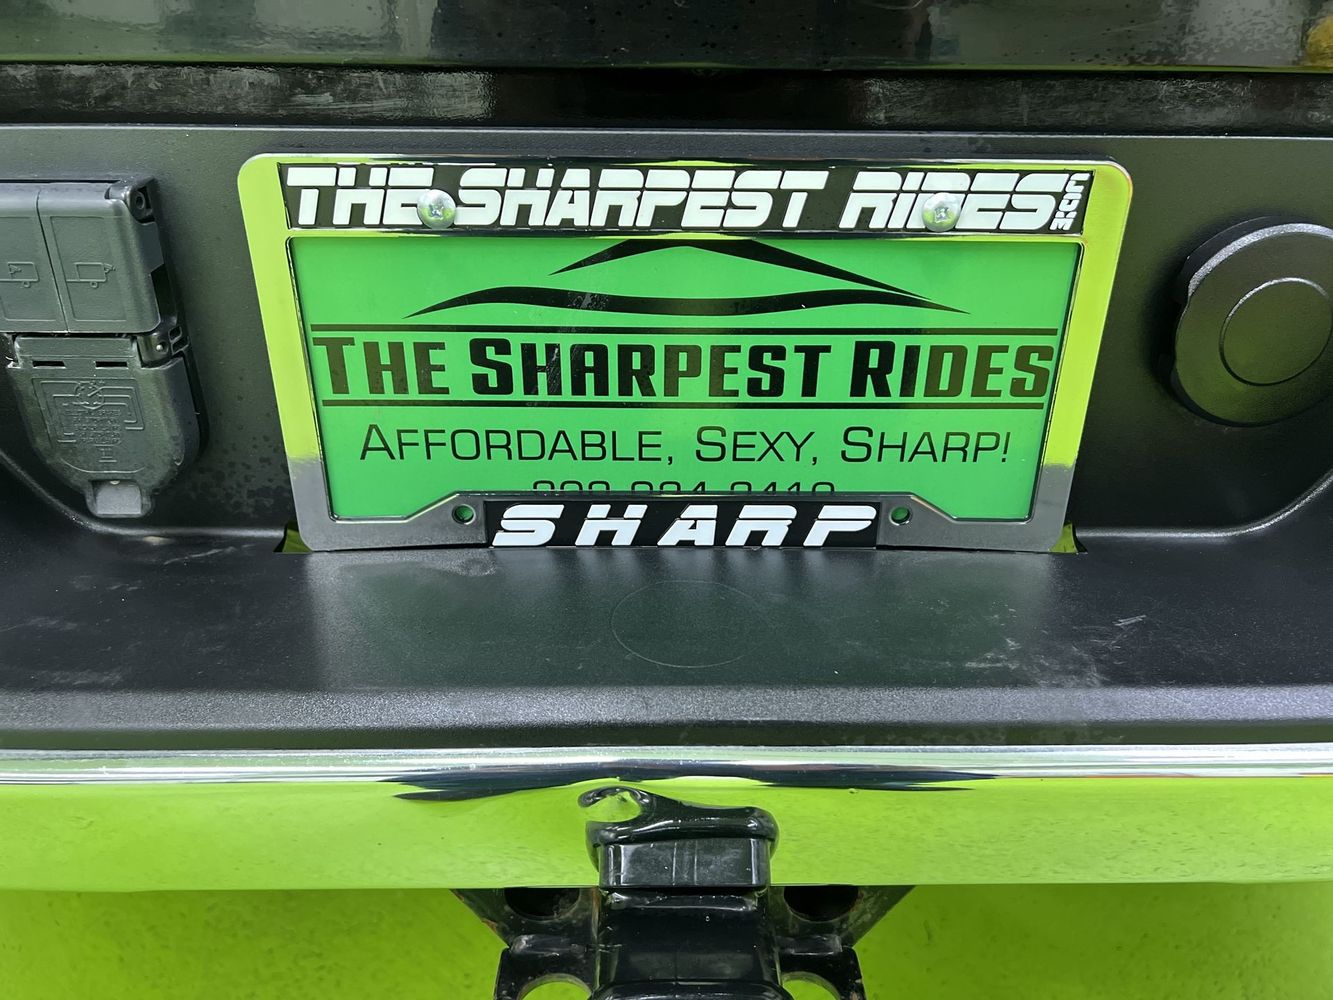 THE SHARPEST RIDES.COM
THE SHARPEST RIDES
AFFORDABLE, SEXY, SHARP!
SHARP